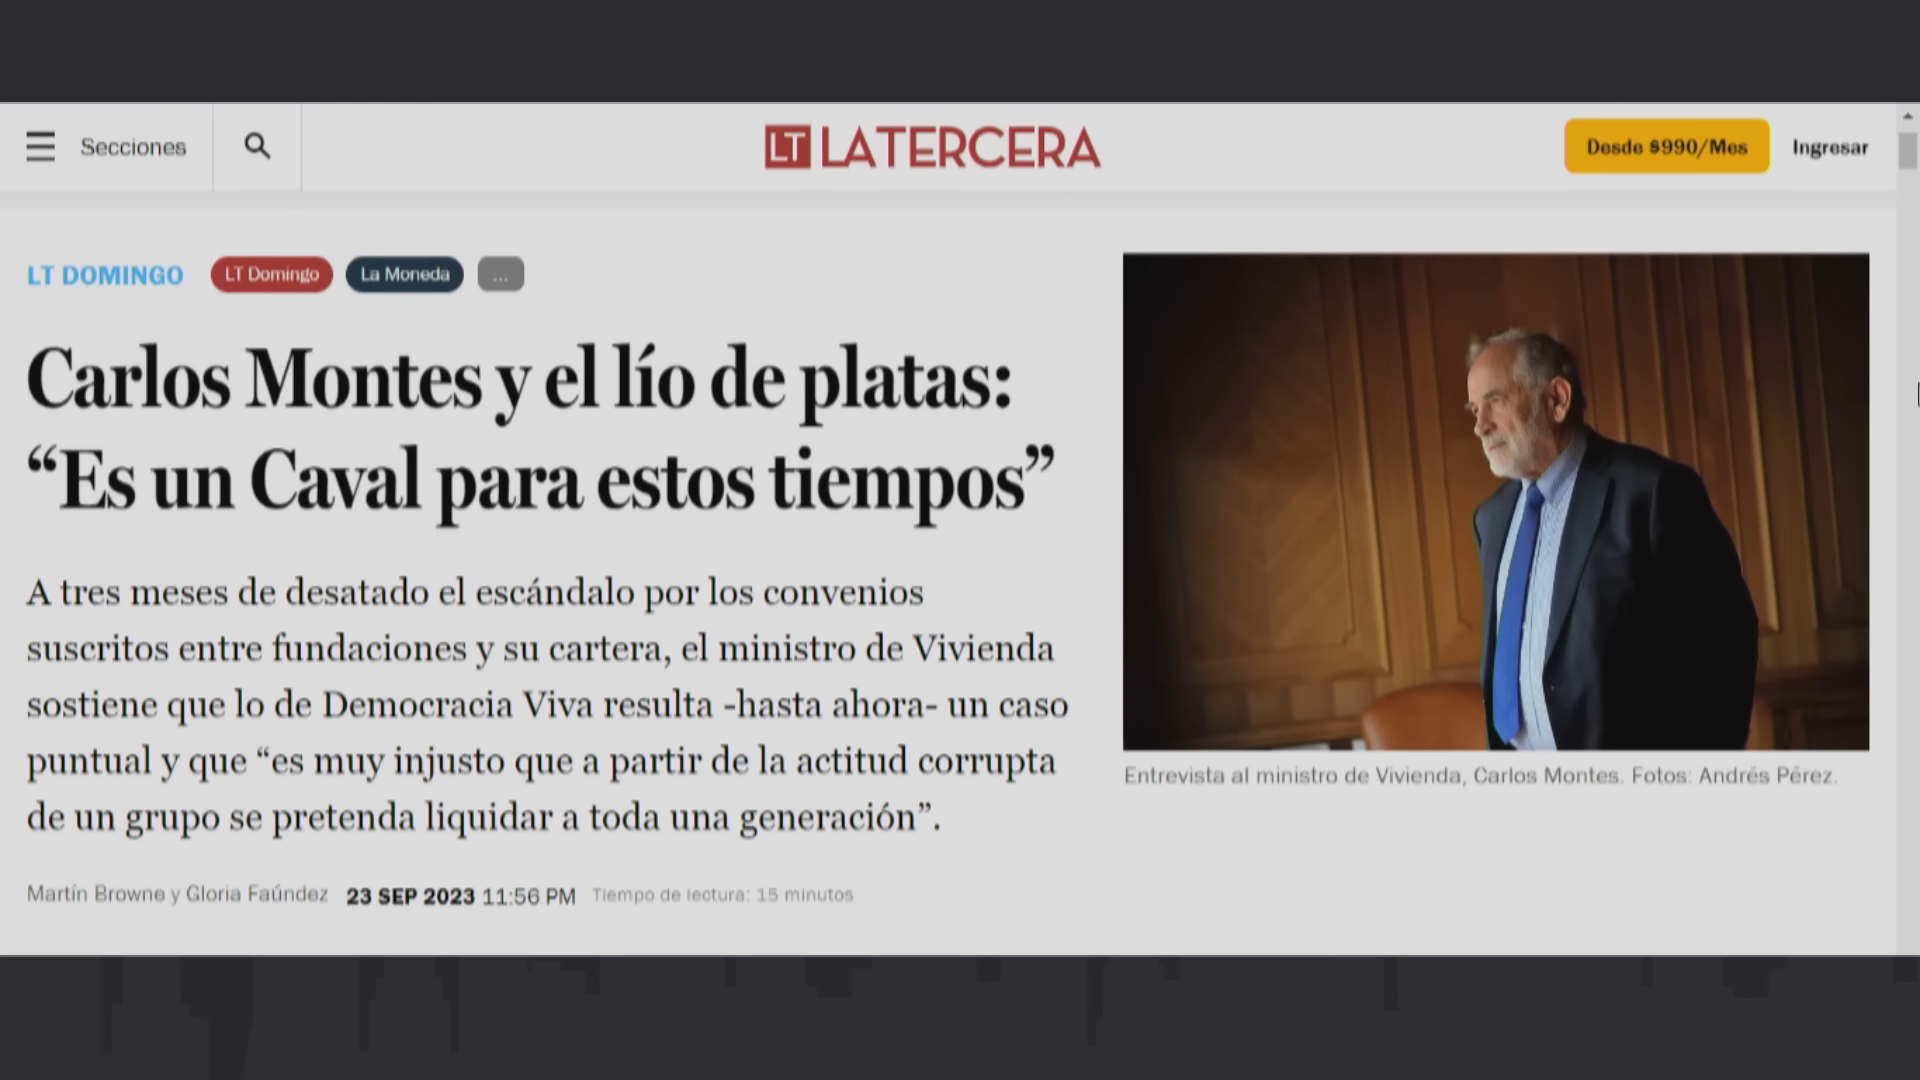 Secciones
LT LATERCERA
Desde $990/Mes
Ingresar
LT DOMINGO
LT Domingo
La Moneda
...
Carlos Montes y el lío de platas:
“Es un Caval para estos tiempos”
A tres meses de desatado el escándalo por los convenios
suscritos entre fundaciones y su cartera, el ministro de Vivienda
sostiene que lo de Democracia Viva resulta -hasta ahora- un caso
puntual y que “es muy injusto que a partir de la actitud corrupta
de un grupo se pretenda liquidar a toda una generación”.
Martín Browne y Gloria Faúndez 23 SEP 2023 11:56 PM Tiempo de lectura: 15 minutos
Entrevista al ministro de Vivienda, Carlos Montes. Fotos: Andrés Pérez.